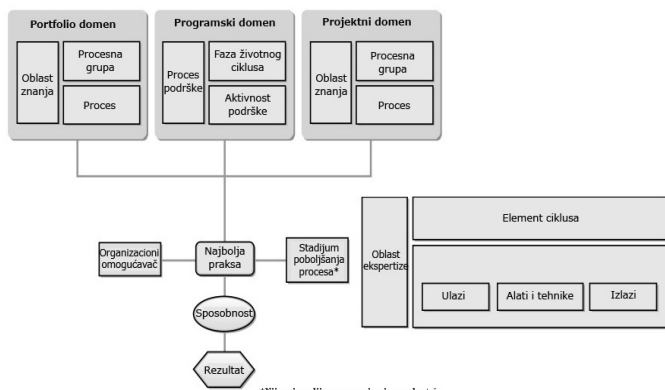 Portfolio domen
Programski domen
Projektni domen
Oblast
znanja
Procesna
grupa
Proces
Proces
podrške
Faza životnog
ciklusa
Aktivnost
podrške
Oblast
znanja
Procesna
grupa
Proces
Organizacioni
omogućavač
Najbolja
praksa
Stadijum
poboljšanja
procesa*
Sposobnost
Rezultat
Oblast
ekspertize
Element ciklusa
Ulazi
Alati i tehnike
Izlazi